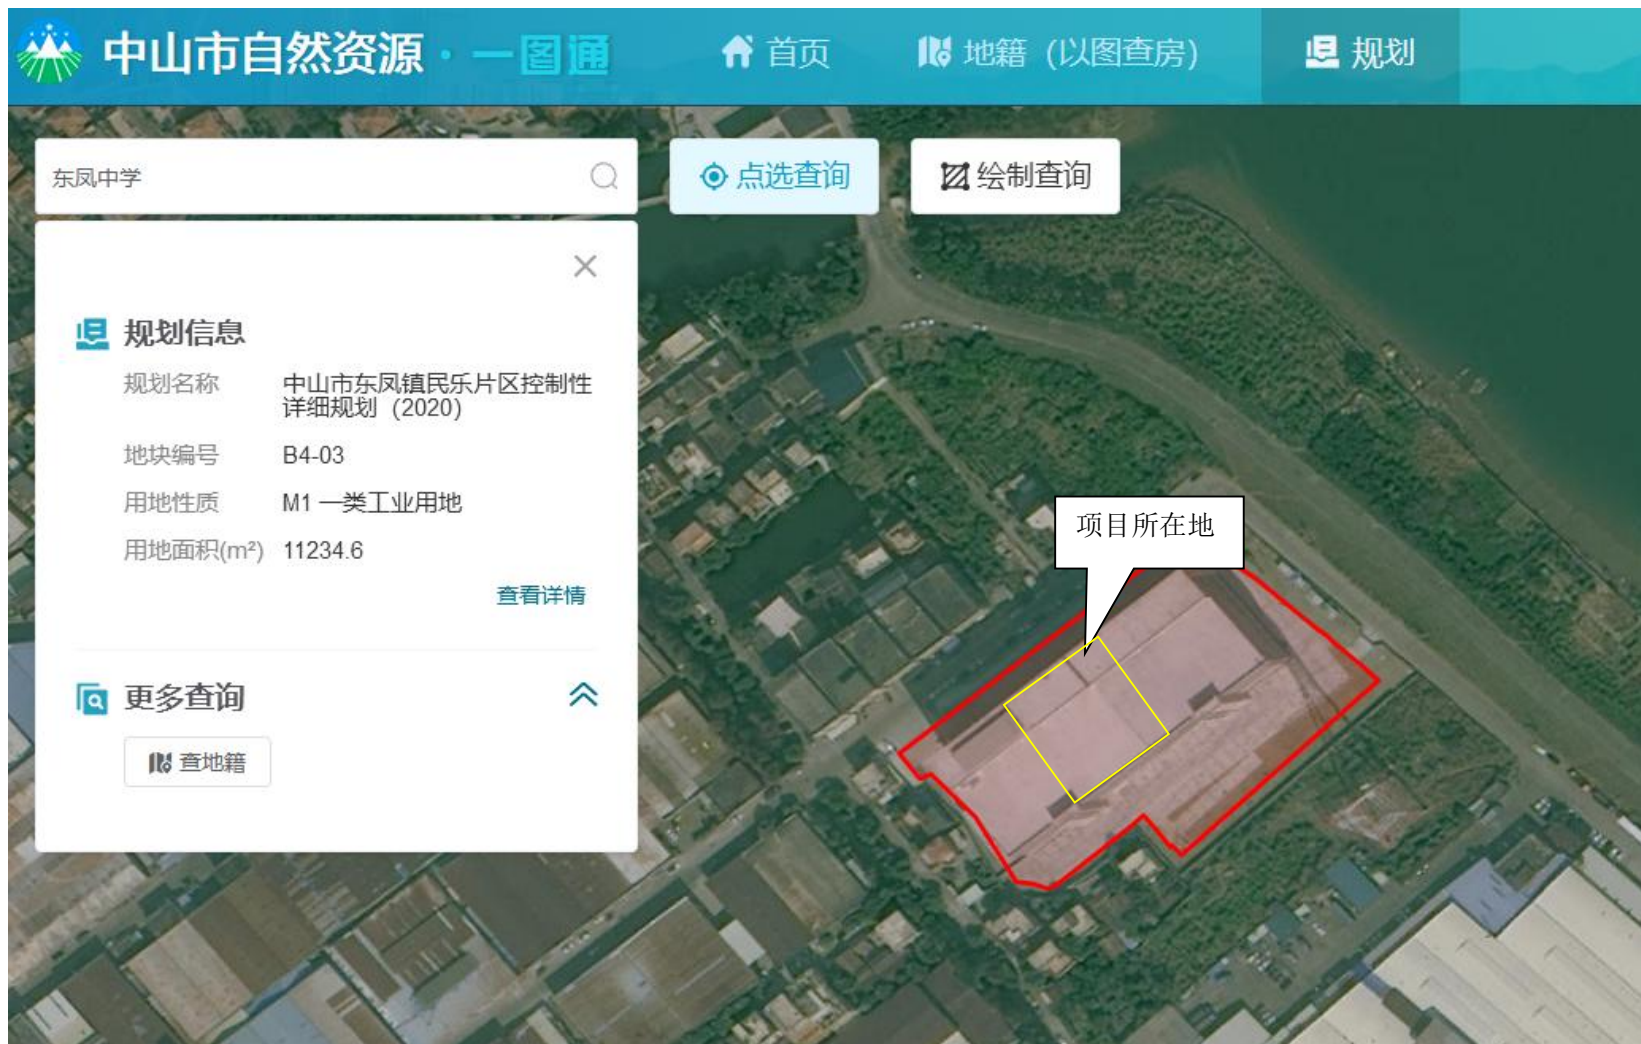 中山市自然资源·一图通
首页
地籍（以图查房）
规划
东凤中学
点选查询
绘制查询
规划信息
规划名称
中山市东凤镇民乐片区控制性
详细规划（2020）
地块编号
B4-03
用地性质
M1 一类工业用地
用地面积(m²)
11234.6
查看详情
更多查询
查地籍
项目所在地